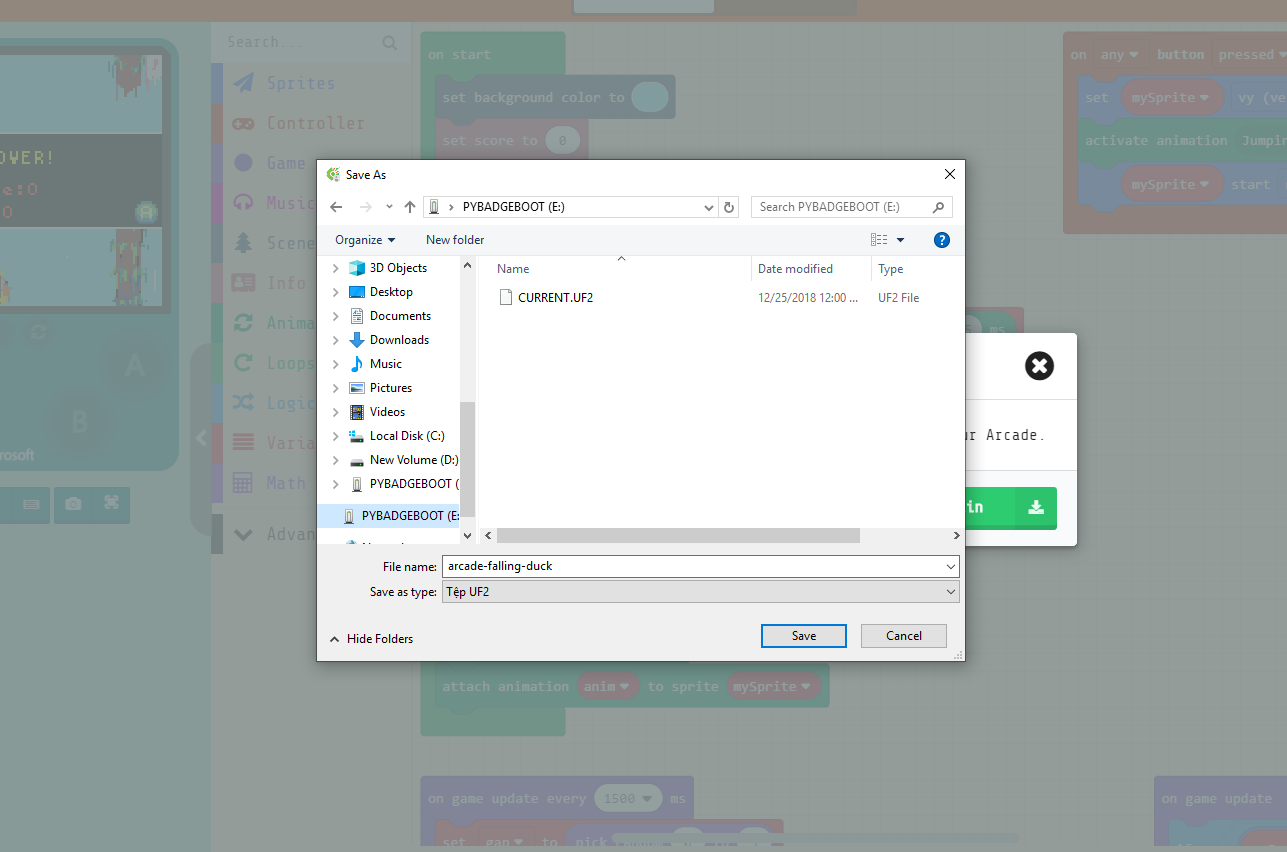 Search...
on start
on any button pressed
Sprites
set background color to
set mySprite vy (ve
Controller
set score to 0
activate animation Jumpin
OWER!
Game
e:0
mySprite start
0
Music
Scene
Info
Anima
ms
Loops
A
Logic
B
Varia
rosoft
Math
Advan
Save As
PYBADGEBOOT (E:)
Search PYBADGEBOOT (E:)
Organize
New folder
?
Name
Date modified
Type
3D Objects
CURRENT.UF2
12/25/2018 12:00 ...
UF2 File
Desktop
Documents
Downloads
Music
Pictures
Videos
Local Disk (C:)
New Volume (D:)
PYBADGEBOOT (
PYBADGEBOOT (E:
File name:
arcade-falling-duck
Save as type:
Tệp UF2
Hide Folders
Save
Cancel
ur Arcade.
in
attach animation anim to sprite mySprite
on game update every 1500 ms
on game update
set gap to pick random